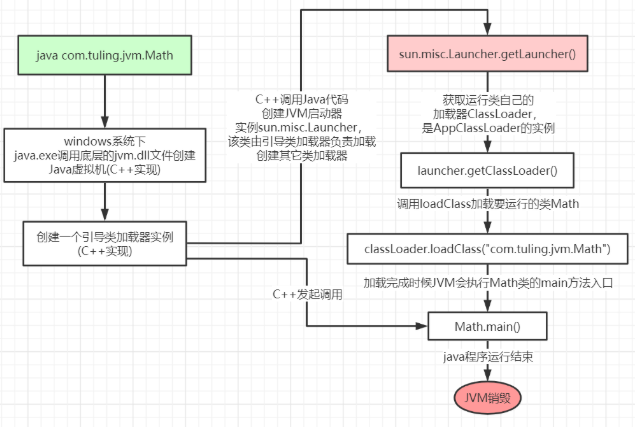 java com.tuling.jvm.Math
windows系统下
java.exe调用底层的jvm.dll文件创建
Java虚拟机(C++实现)
创建一个引导类加载器实例
(C++实现)
C++调用Java代码
创建JVM启动器
实例sun.misc.Launcher，
该类由引导类加载器负责加载
创建其它类加载器
C++发起调用
sun.misc.Launcher.getLauncher()
获取运行类自己的
加载器ClassLoader，
是AppClassLoader的实例
launcher.getClassLoader()
调用loadClass加载要运行的类Math
classLoader.loadClass("com.tuling.jvm.Math")
加载完成时候JVM会执行Math类的main方法入口
Math.main()
java程序运行结束
JVM销毁